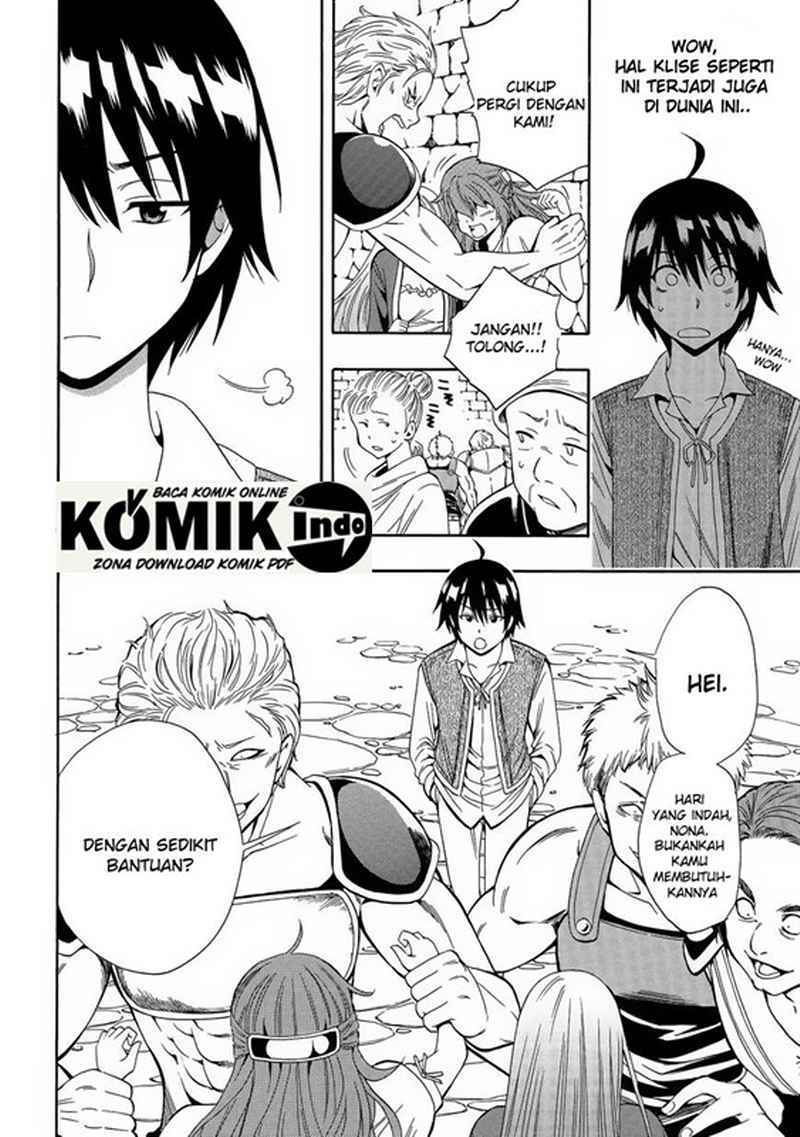 WOW,
HAL KLISE SEPERTI
INI TERJADI JUGA
DI DUNIA INI..
HANYA...
WOW
CUKUP
PERGI DENGAN
KAMI!
JANGAN!!
TOLONG...!
BACA KOMIK ONLINE
KOMIK indo
ZONA DOWNLOAD KOMIK PDF
HEI.
HARI
YANG INDAH,
NONA.
BUKANKAH
KAMU
MEMBUTUH-
KANNYA
DENGAN SEDIKIT
BANTUAN?